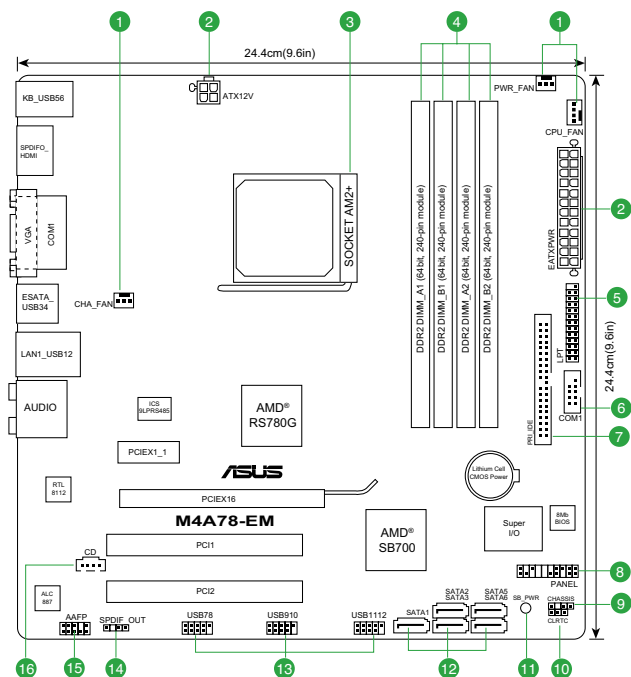 1
2
3
4
1
24.4cm(9.6in)
KB_USB56
ATX12V
PWR_FAN
CPU_FAN
SPDIFO_
HDMI
VGA
COM1
SOCKET AM2+
DDR2 DIMM_A1 (64bit, 240-pin module)
DDR2 DIMM_B1 (64bit, 240-pin module)
DDR2 DIMM_A2 (64bit, 240-pin module)
DDR2 DIMM_B2 (64bit, 240-pin module)
EATXPWR
2
ESATA_
USB34
CHA_FAN
5
LPT
24.4cm(9.6in)
LAN1_USB12
AUDIO
ICS
9LPRS485
AMD®
RS780G
PRI_IDE
COM1
6
7
PCIEX1_1
ASUS
Lithium Cell
CMOS Power
RTL
8112
PCIEX16
M4A78-EM
AMD®
SB700
Super
I/O
8Mb
BIOS
CD
PCI1
PANEL
8
ALC
887
PCI2
SATA2
SATA3
SATA5
SATA6
SB_PWR
CHASSIS
9
AAFP
SPDIF_OUT
USB78
USB910
USB1112
SATA1
CLRTC
16
15
14
13
12
11
10